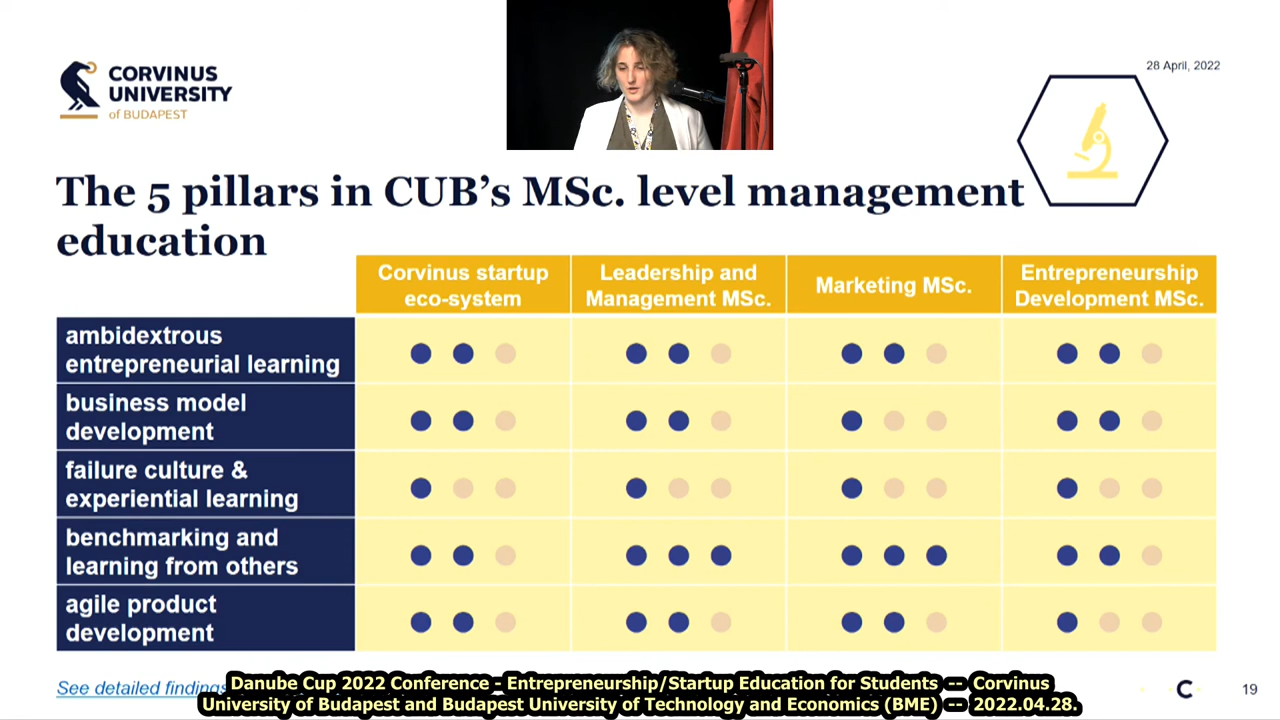 CORVINUS
UNIVERSITY
of BUDAPEST
28 April, 2022
The 5 pillars in CUB's MSc. level management
education
Corvinus startup
eco-system
Leadership and
Management MSc.
Marketing MSc.
Entrepreneurship
Development MSc.
ambidextrous
entrepreneurial learning
business model
development
failure culture &
experiential learning
benchmarking and
learning from others
agile product
development
See detailed findings
Danube Cup 2022 Conference - Entrepreneurship/Startup Education for Students -- Corvinus
University of Budapest and Budapest University of Technology and Economics (BME) -- 2022.04.28.
C
19